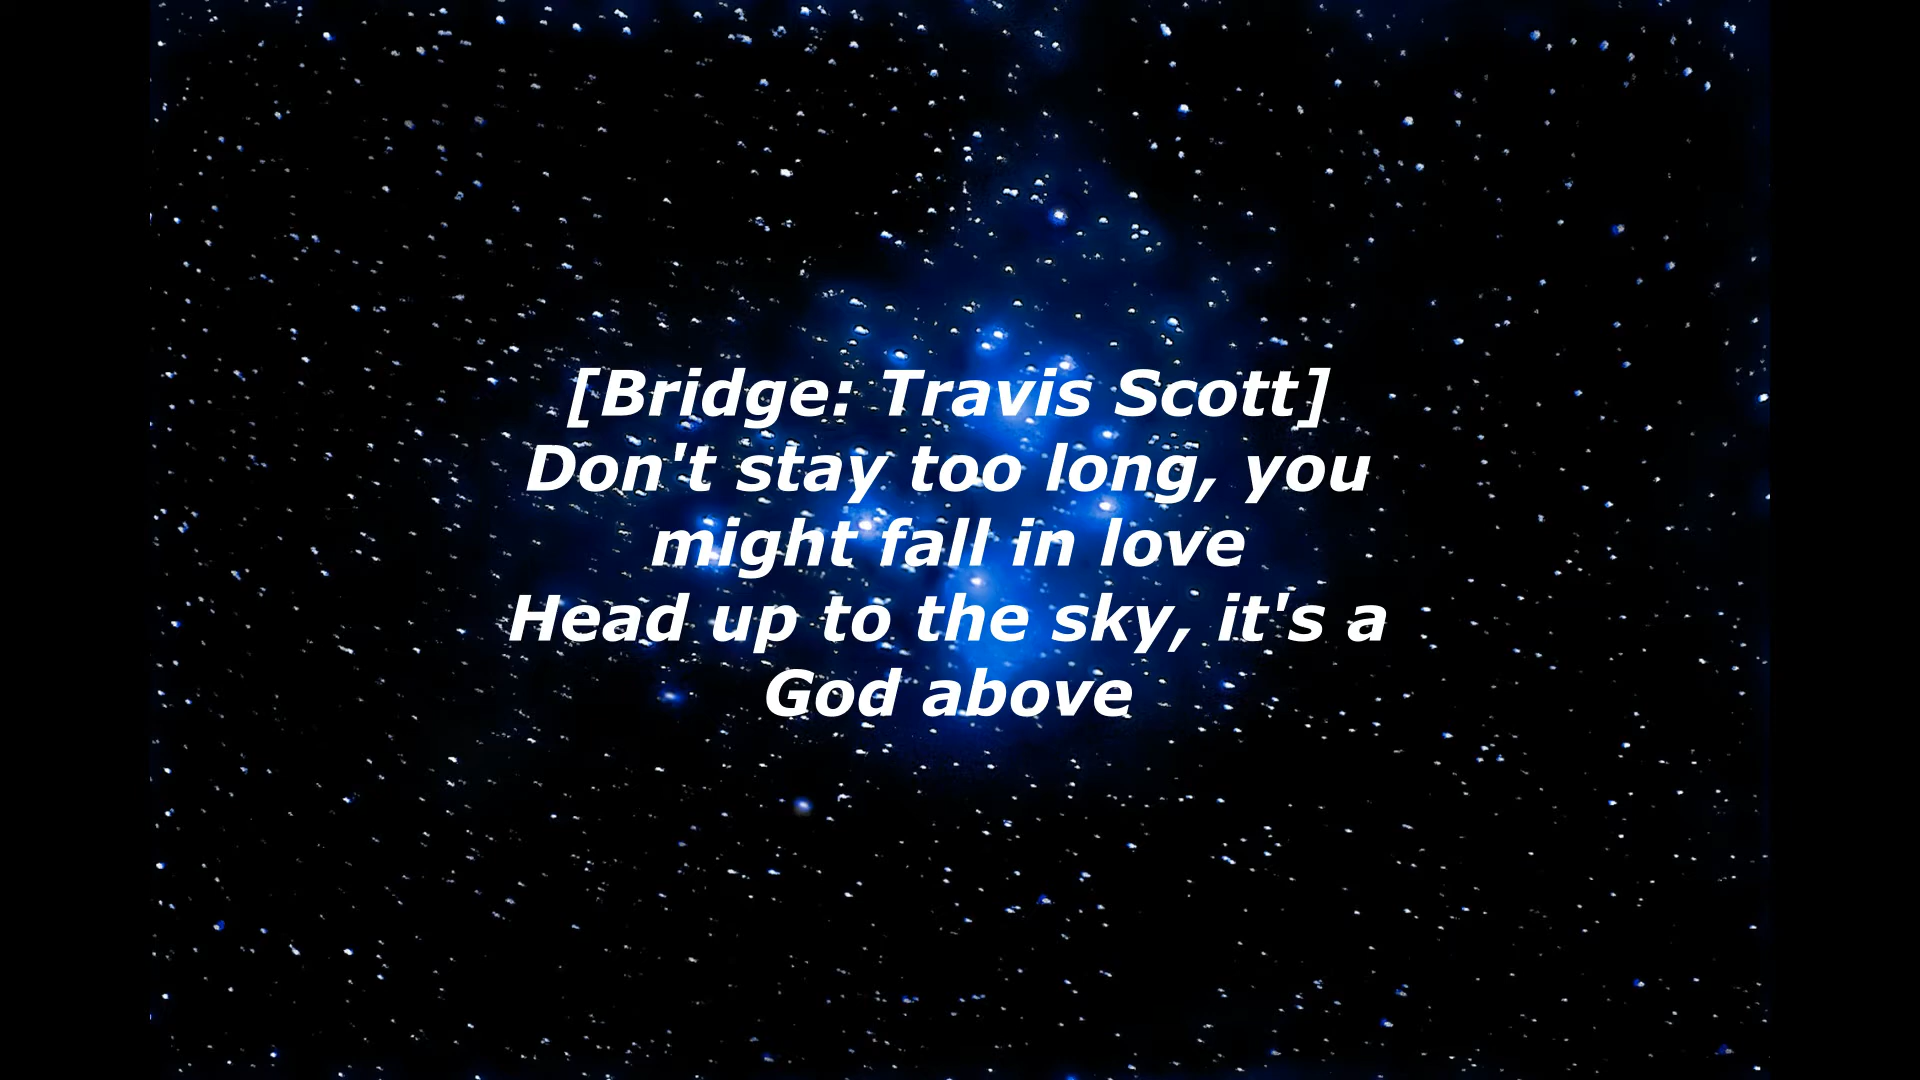 [Bridge: Travis Scott]
Don't stay too long, you
might fall in love
Head up to the sky, it's a
God above